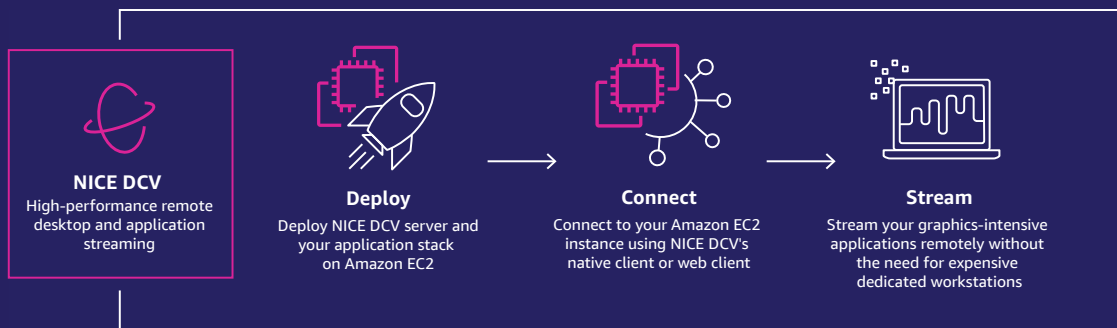 NICE DCV
High-performance remote
desktop and application
streaming
Deploy
Deploy NICE DCV server and
your application stack
on Amazon EC2
Connect
Connect to your Amazon EC2
instance using NICE DCV's
native client or web client
Stream
Stream your graphics-intensive
applications remotely without
the need for expensive
dedicated workstations